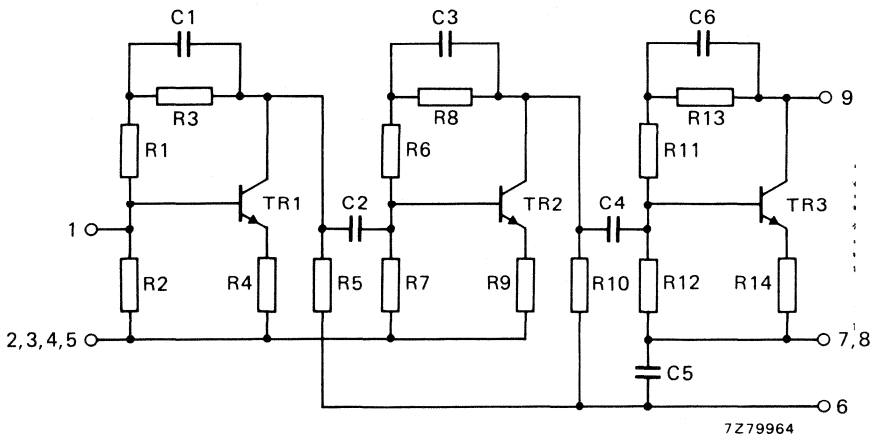 C1 C3 C6
R3 R8 R13 9
R1 R6 R11
TR1 C2 TR2 C4 TR3
1
R2 R4 R5 R7 R9 R10 R12 R14
2,3,4,5 7,8
C5
6
7Z79964